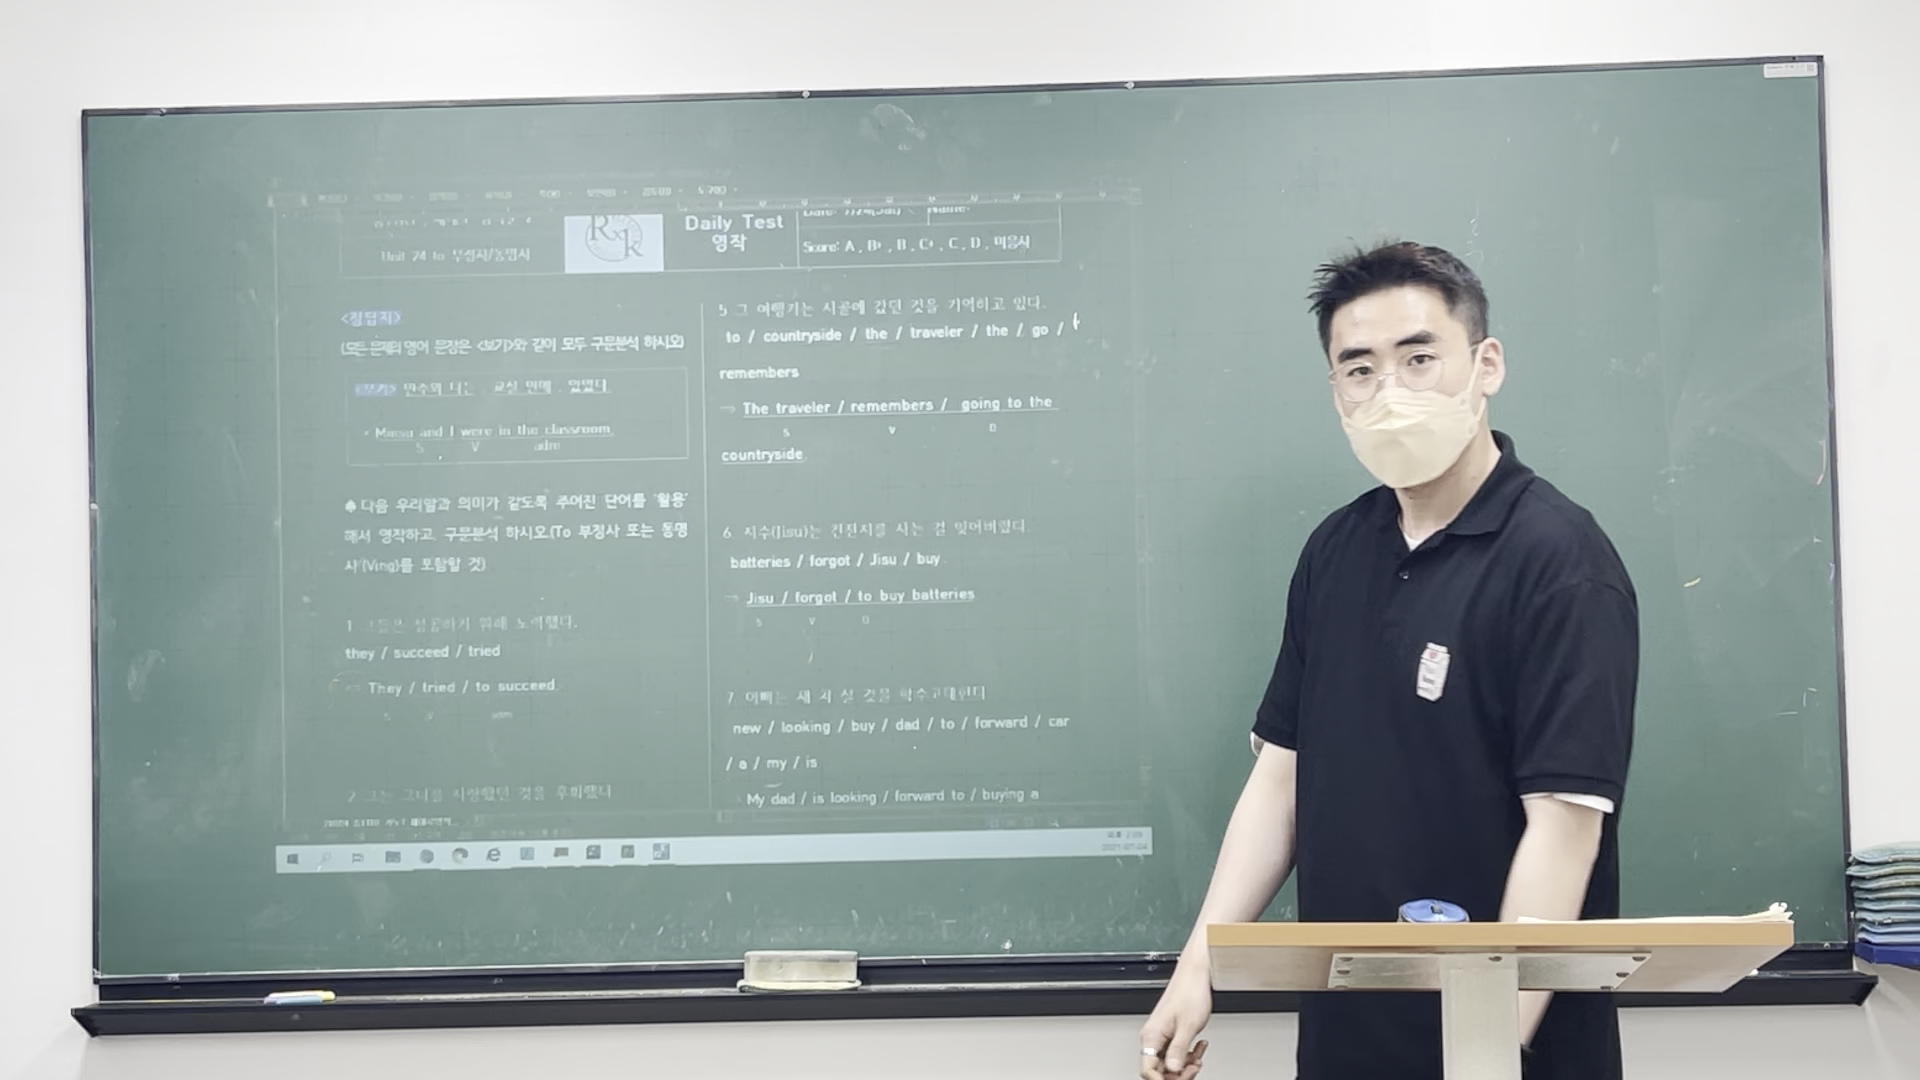 Unit 24 to 부정사/동명사
Daily Test
영작
Score: A , B+ , B , C+ , C , D , 미응시
<정답지>
(모든 문제의 영어 문장은 <보기>와 같이 모두 구문분석 하시오)
<보기> 민수와 나는 교실 안에 있었다.
Minsu and I were in the classroom.
S V adm
♠ 다음 우리말과 의미가 같도록 주어진 단어를 '활용'
해서 영작하고, 구문분석 하시오.(To 부정사 또는 동명
사(Ving)를 포함할 것)
1 그들은 성공하기 위해 노력했다.
they / succeed / tried
They / tried / to succeed.
s v adm
2 그는 그녀를 사랑했던 것을 후회했다
5 그 여행가는 시골에 갔던 것을 기억하고 있다.
to / countryside / the / traveler / the / go /
remembers
⇒ The traveler / remembers / going to the
s v o
countryside.
6 지수(Jisu)는 건전지를 사는 걸 잊어버렸다.
batteries / forgot / Jisu / buy
⇒ Jisu / forgot / to buy batteries
s v o
7 아빠는 새 차 살 것을 학수고대한다
new / looking / buy / dad / to / forward / car
/ a / my / is
My dad / is looking / forward to / buying a